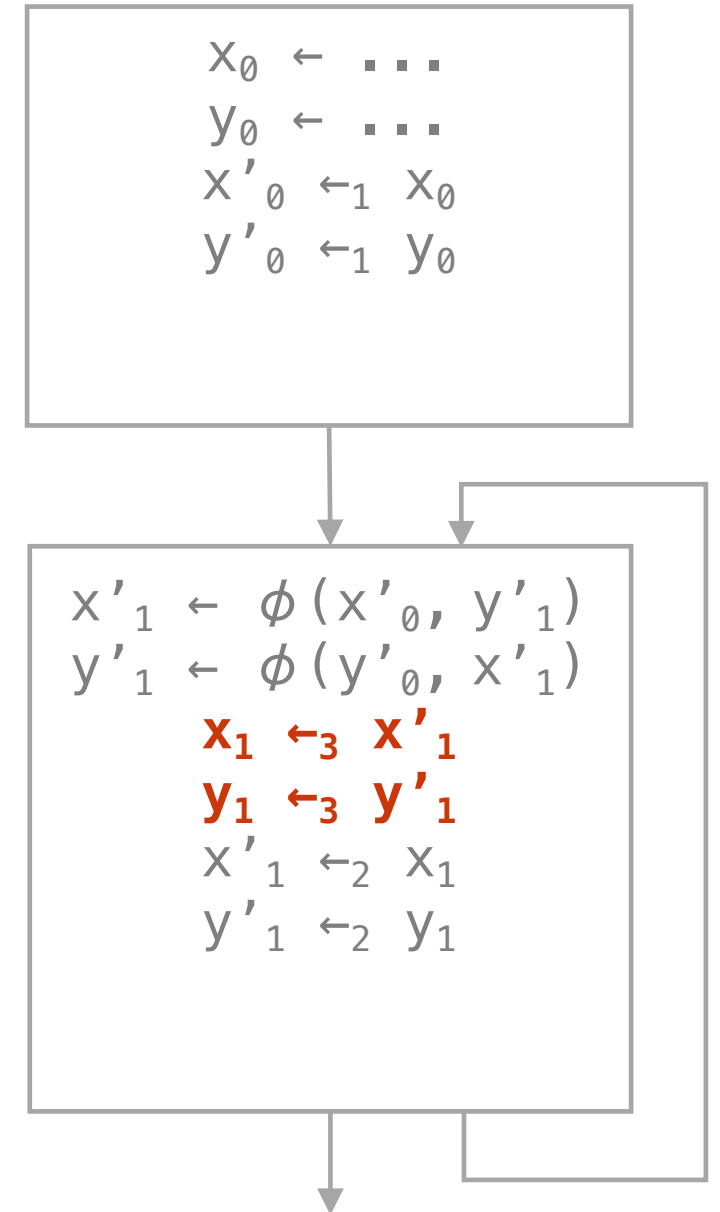 x₀ ← ...
y₀ ← ...
x’₀ ←₁ x₀
y’₀ ←₁ y₀
x’₁ ← ϕ(x’₀, y’₁)
y’₁ ← ϕ(y’₀, x’₁)
x₁ ←₃ x’₁
y₁ ←₃ y’₁
x’₁ ←₂ x₁
y’₁ ←₂ y₁